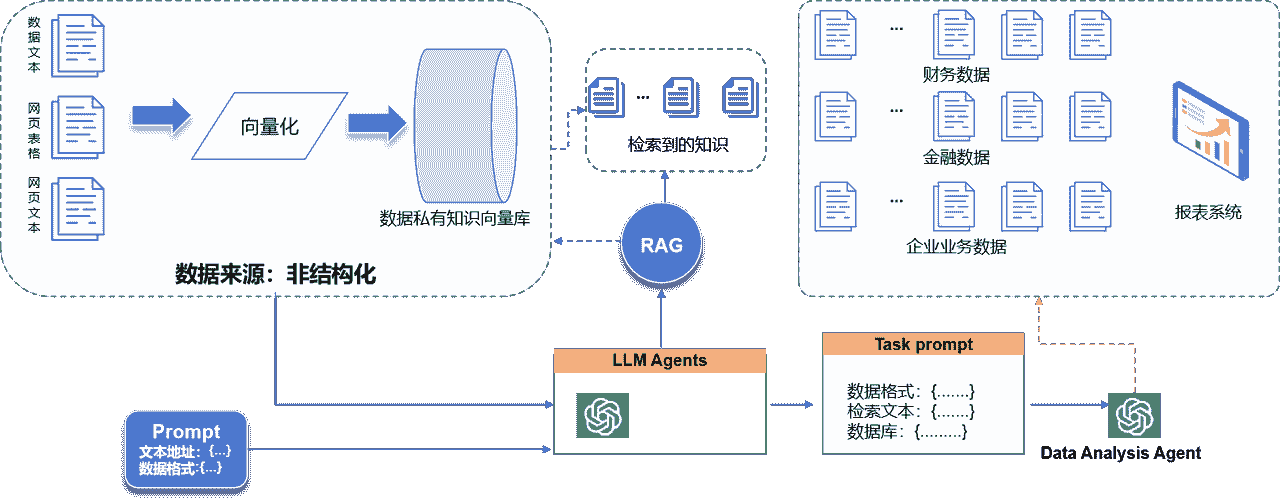 数据文本
网页表格
网页文本
向量化
数据私有知识向量库
数据来源：非结构化
...
检索到的知识
RAG
...
财务数据
...
金融数据
...
企业业务数据
报表系统
Prompt
文本地址：{...}
数据格式:{...}
LLM Agents
Task prompt
数据格式：{.......}
检索文本：{.......}
数据库：{.........}
Data Analysis Agent